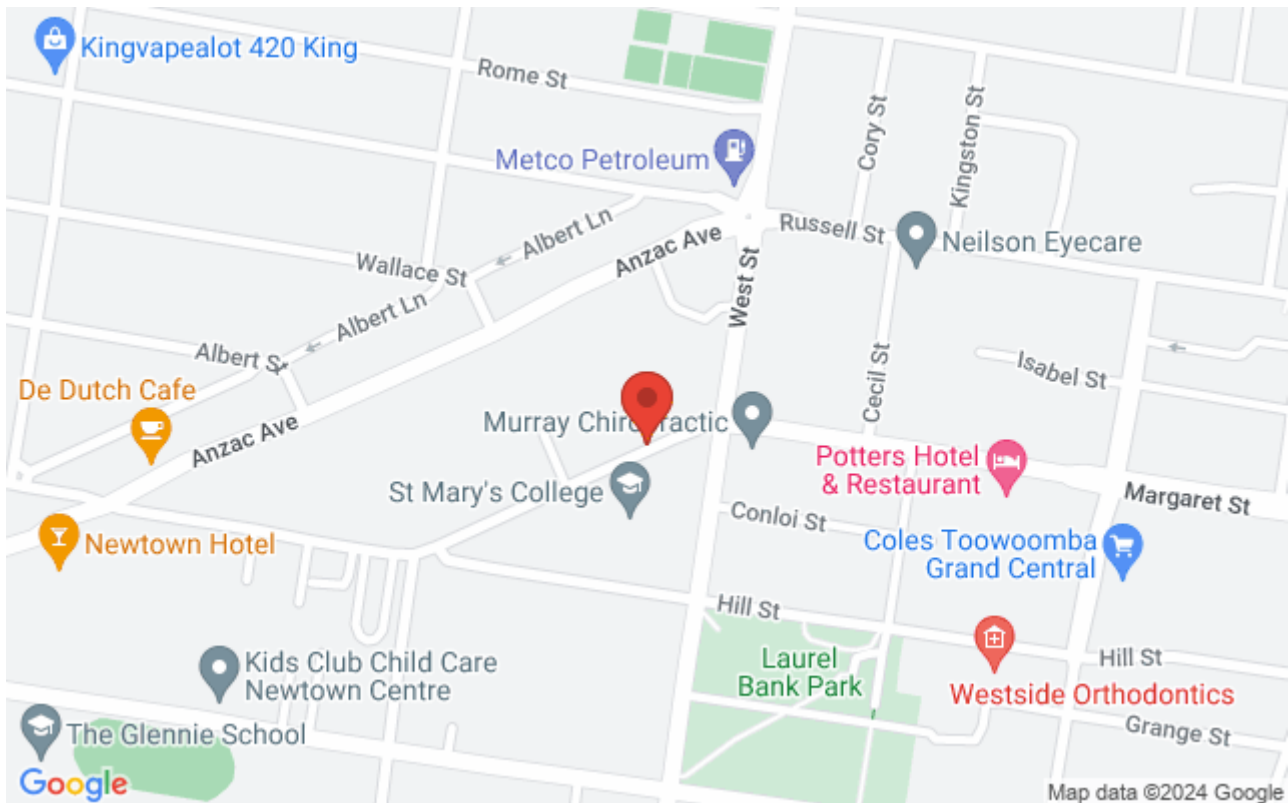 Kingvapealot 420 King
Rome St
Metco Petroleum
Cory St
Kingston St
Albert Ln
Anzac Ave
Russell St
Neilson Eyecare
Wallace St
West St
Albert Ln
Albert St
Isabel St
Cecil St
De Dutch Cafe
Anzac Ave
Murray Chiropractic
Potters Hotel
& Restaurant
St Mary's College
Margaret St
Conloi St
Newtown Hotel
Coles Toowoomba
Grand Central
Hill St
Kids Club Child Care
Newtown Centre
Laurel
Bank Park
Hill St
Westside Orthodontics
The Glennie School
Grange St
Google
Map data ©2024 Google